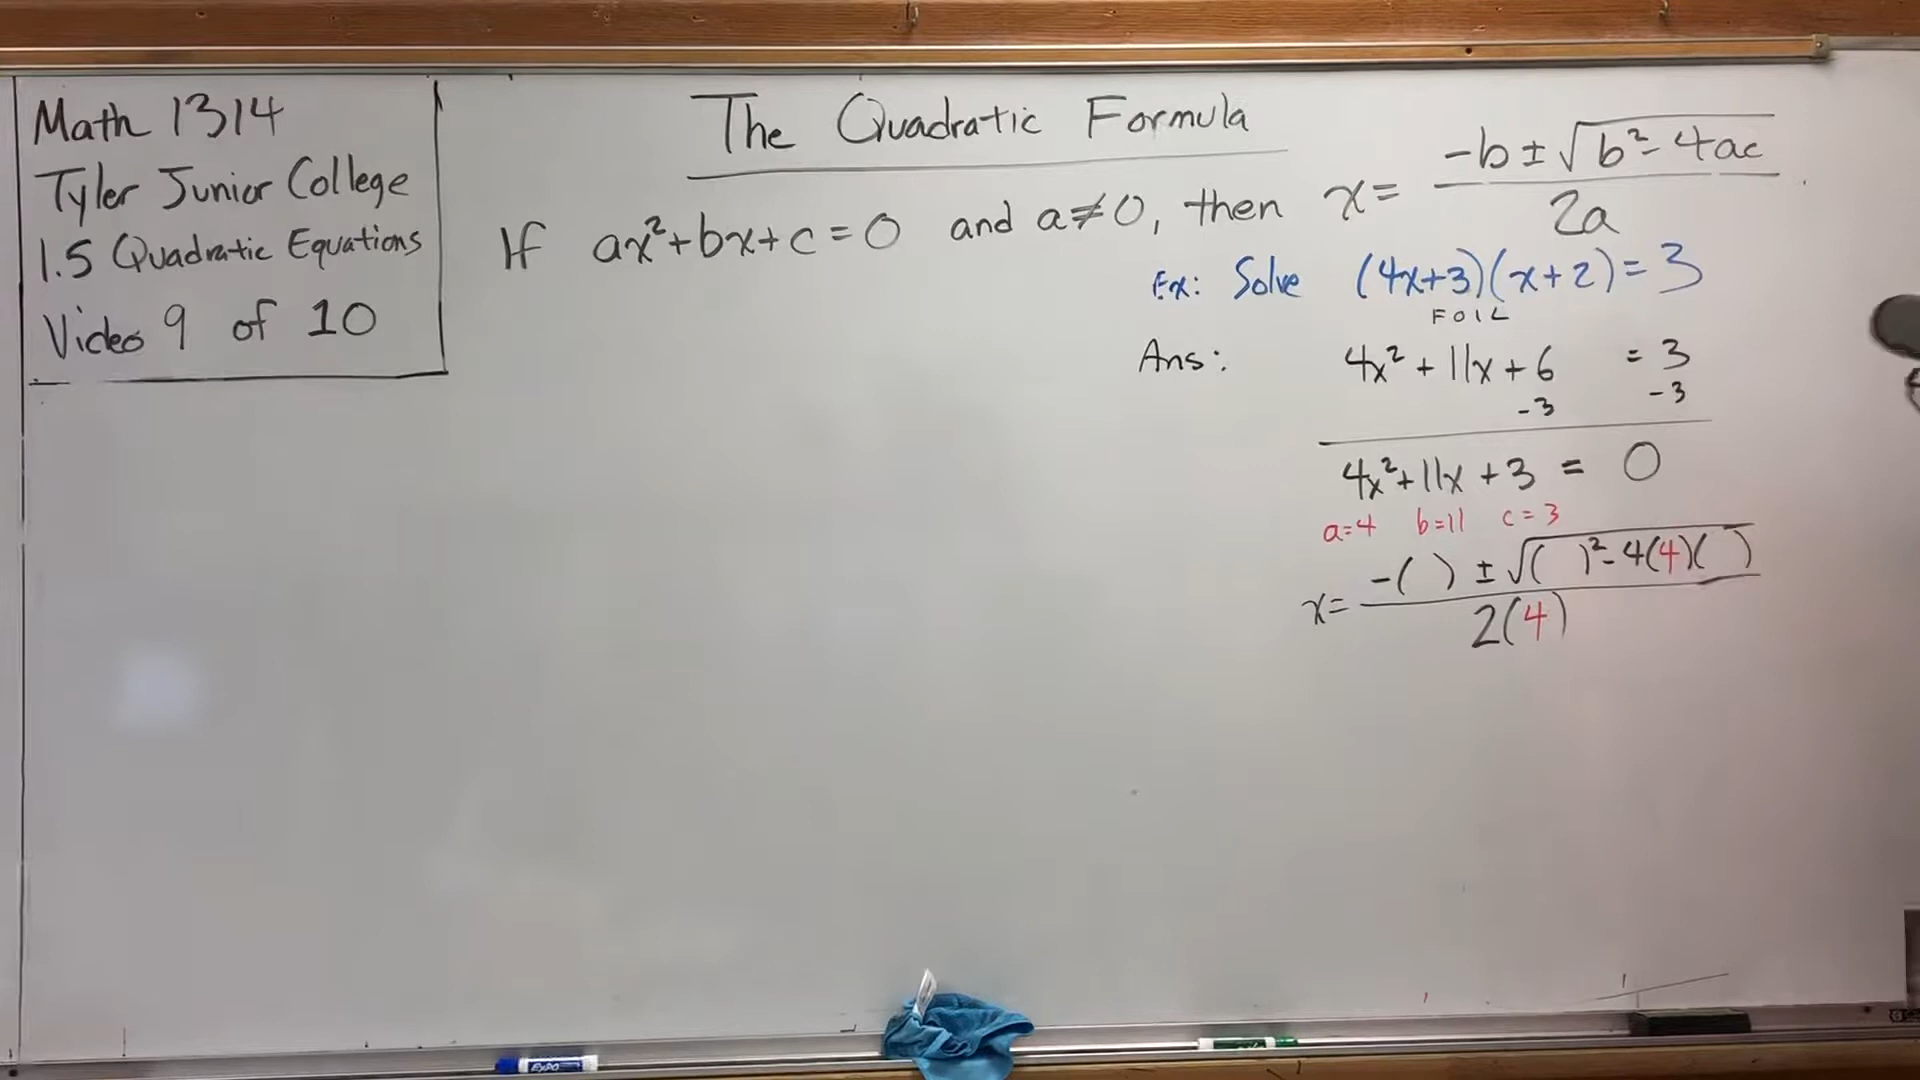 Math 1314
Tyler Junior College
1.5 Quadratic Equations
Video 9 of 10
The Quadratic Formula
If ax²+bx+c=0 and a≠0, then x= (-b±√(b²-4ac))/(2a).
Ex: Solve (4x+3)(x+2)=3
FOIL
Ans: 4x²+11x+6 =3
-3 -3
4x²+11x+3 = 0
a=4 b=11 c=3
x= (-( ) ±√(( )²-4(4)( )))/(2(4))
EXPO